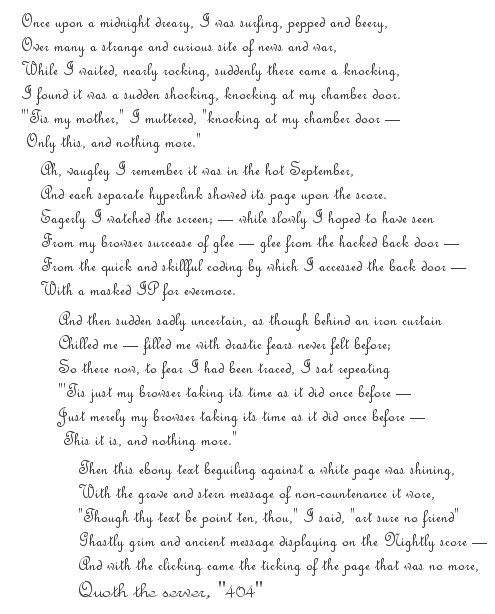 Once upon a midnight dreary, I was surfing, pepped and beery,
Over many a strange and curious site of news and war,
While I waited, nearly rocking, suddenly there came a knocking,
I found it was a sudden shocking, knocking at my chamber door.
"'Tis my mother," I muttered, "knocking at my chamber door —
Only this, and nothing more."
Ah, vaugley I remember it was in the hot September,
And each separate hyperlink showed its page upon the score.
Eagerly I watched the screen; — while slowly I hoped to have seen
From my browser surcease of glee — glee from the hacked back door —
From the quick and skillful coding by which I accessed the back door —
With a masked IP for evermore.
And then sudden sadly uncertain, as though behind an iron curtain
Chilled me — filled me with drastic fears never felt before;
So there now, to fear I had been traced, I sat repeating
"'Tis just my browser taking its time as it did once before —
Just merely my browser taking its time as it did once before —
This it is, and nothing more."
Then this ebony text beguiling against a white page was shining,
With the grave and stern message of non-countenance it wore,
"Though thy text be point ten, thou," I said, "art sure no friend"
Ghastly grim and ancient message displaying on the Nightly score —
And with the clicking came the ticking of the page that was no more,
Quoth the server, "404"